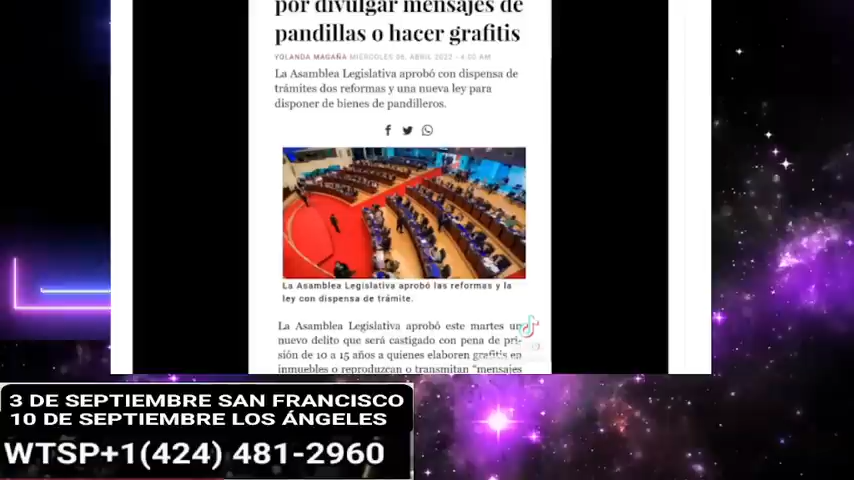 por divulgar mensajes de
pandillas o hacer grafitis
YOLANDA MAGAÑA MIÉRCOLES 06, ABRIL 2022 - 4:00 AM
La Asamblea Legislativa aprobó con dispensa de
trámites dos reformas y una nueva ley para
disponer de bienes de pandilleros.
La Asamblea Legislativa aprobó las reformas y la
ley con dispensa de trámite.
La Asamblea Legislativa aprobó este martes un
nuevo delito que será castigado con pena de pri-
sión de 10 a 15 años a quienes elaboren grafitis en
inmuebles o reproduzcan o transmitan "mensajes
3 DE SEPTIEMBRE SAN FRANCISCO
10 DE SEPTIEMBRE LOS ÁNGELES
WTSP+1(424) 481-2960